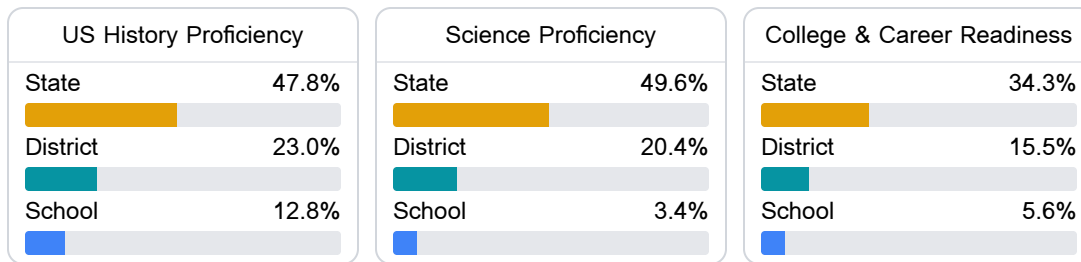 US History Proficiency
State 47.8%
District 23.0%
School 12.8%
Science Proficiency
State 49.6%
District 20.4%
School 3.4%
College & Career Readiness
State 34.3%
District 15.5%
School 5.6%